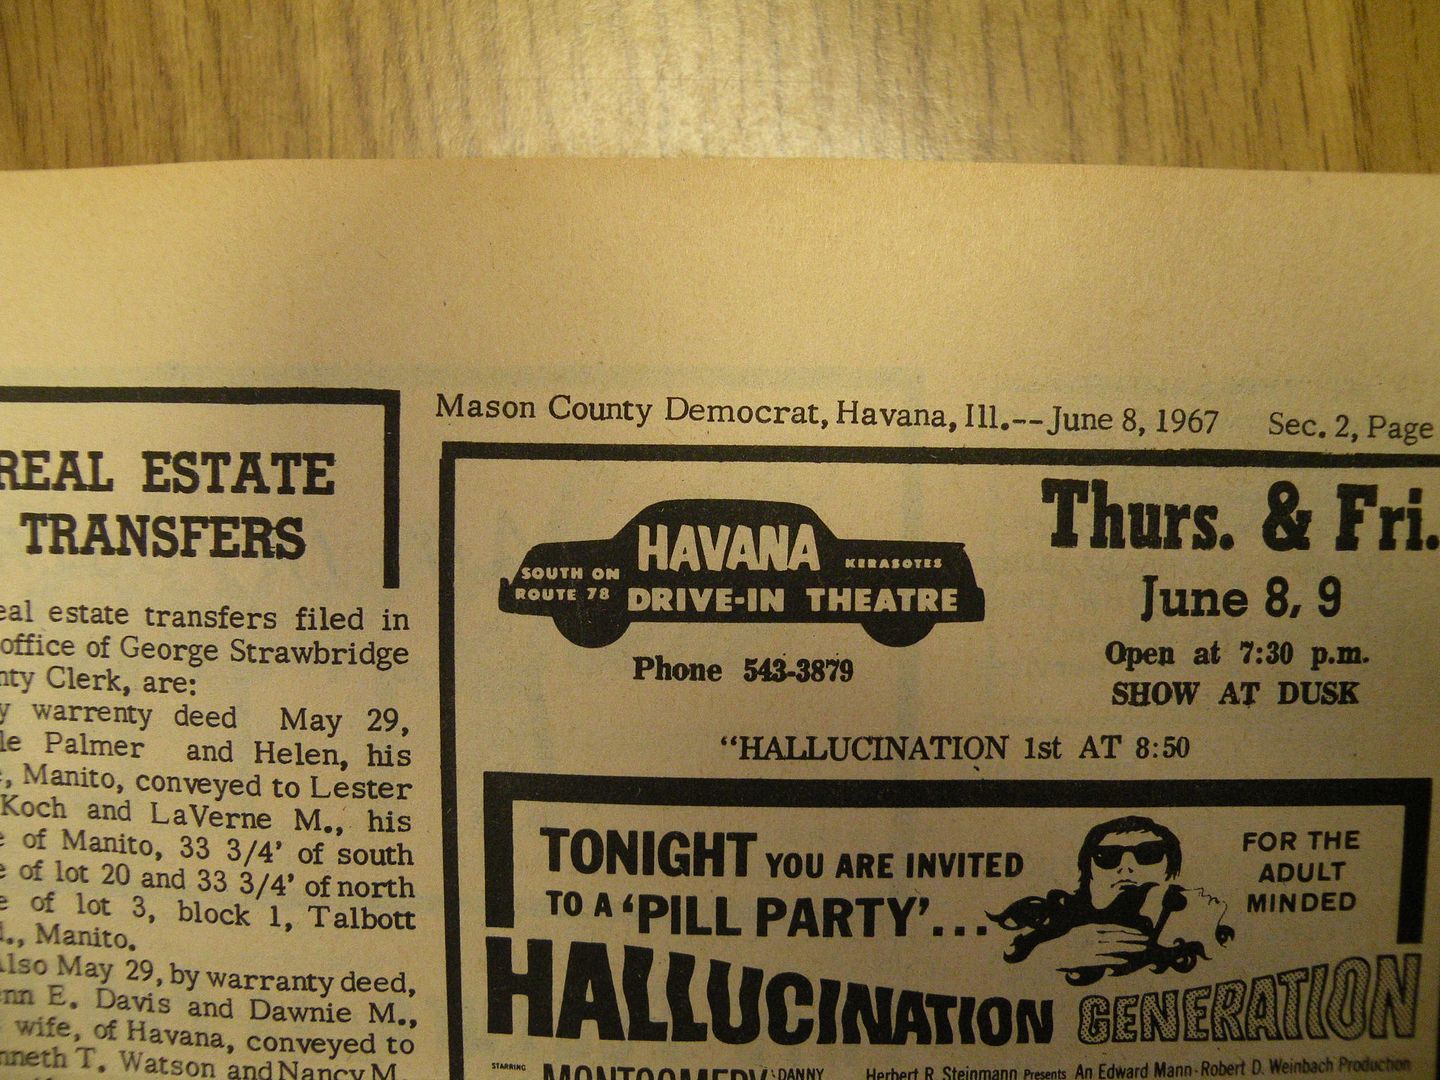 Mason County Democrat, Havana, Ill.--June 8, 1967 Sec. 2, Page
REAL ESTATE
TRANSFERS
real estate transfers filed in
office of George Strawbridge
Clerk, are:
warrenty deed May 29,
Palmer and Helen, his
Manito, conveyed to Lester
Koch and LaVerne M., his
of Manito, 33 3/4' of south
of lot 20 and 33 3/4' of north
of lot 3, block 1, Talbott
Manito.
Also May 29, by warranty deed,
E. Davis and Dawnie M.,
wife, of Havana, conveyed to
T. Watson and Nancy M.
HAVANA
KERASOTES
SOUTH ON
ROUTE 78
DRIVE-IN THEATRE
Phone 543-3879
Thurs. & Fri.
June 8, 9
Open at 7:30 p.m.
SHOW AT DUSK
"HALLUCINATION 1st AT 8:50
TONIGHT YOU ARE INVITED
TO A 'PILL PARTY'...
FOR THE
ADULT
MINDED
HALLUCINATION GENERATION
STARRING
MONTGOMERY DANNY
Herbert R. Steinmann Presents An Edward Mann-Robert D. Weinbach Production